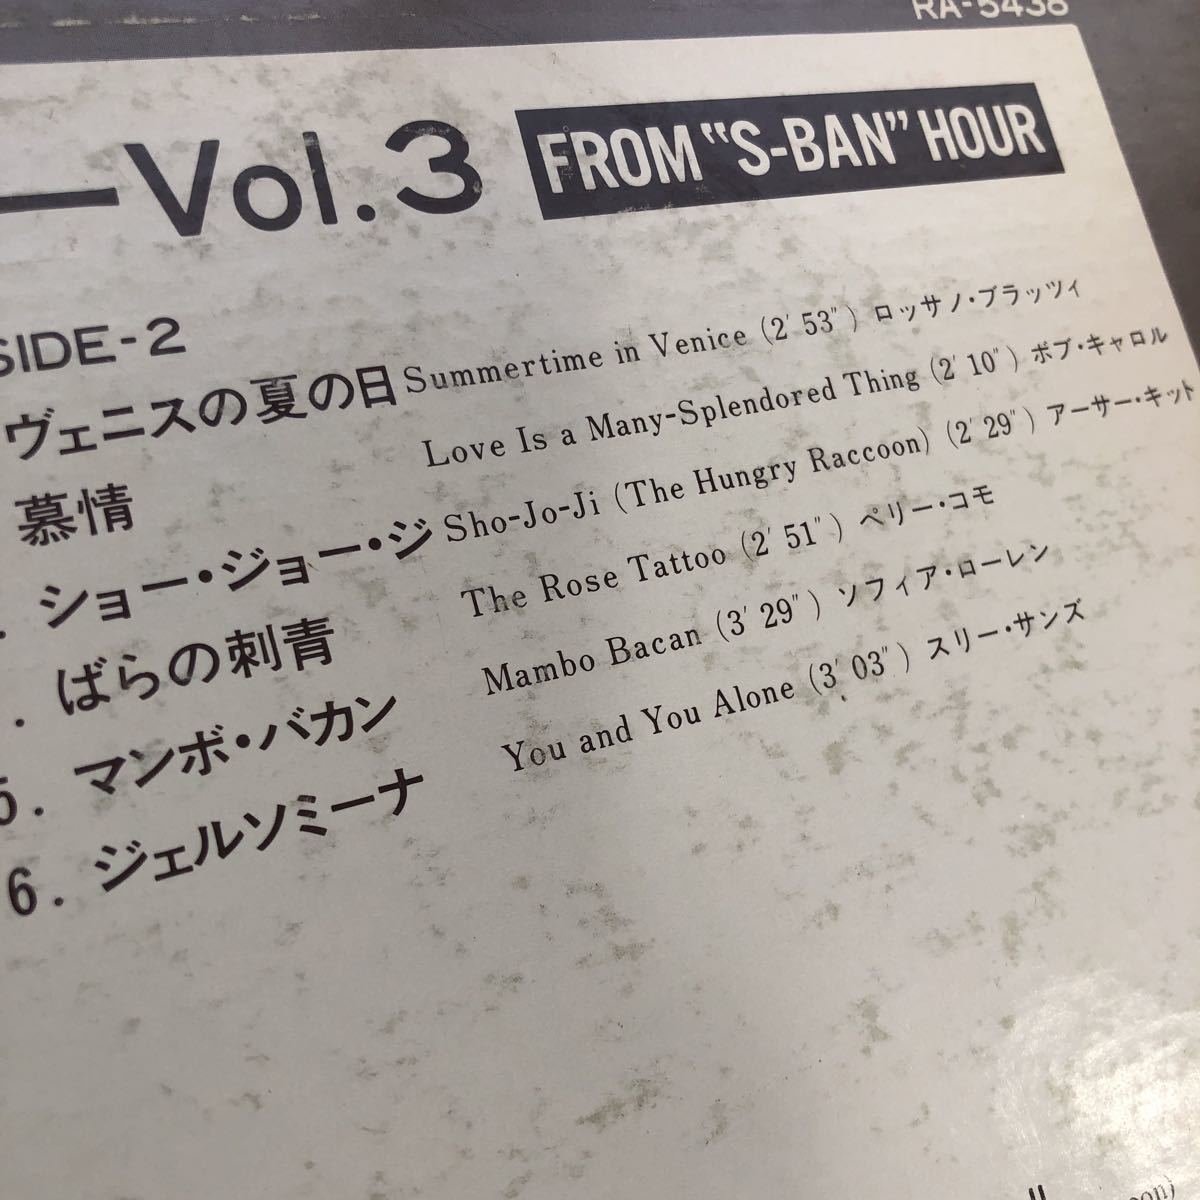 RA-5436
ーVol.3 FROM "S-BAN" HOUR
SIDE-2
ヴェニスの夏の日 Summertime in Venice (2′53″) ロッサノ・ブラッツィ
慕情 Love Is a Many-Splendored Thing (2′10″) ボブ・キャロル
. ショー・ジョー・ジ Sho-Jo-Ji (The Hungry Raccoon) (2′29″) アーサー・キット
. ばらの刺青 The Rose Tattoo (2′51″) ペリー・コモ
5. マンボ・バカン Mambo Bacan (3′29″) ソフィア・ローレン
6. ジェルソミーナ You and You Alone (3′03″) スリー・サンズ